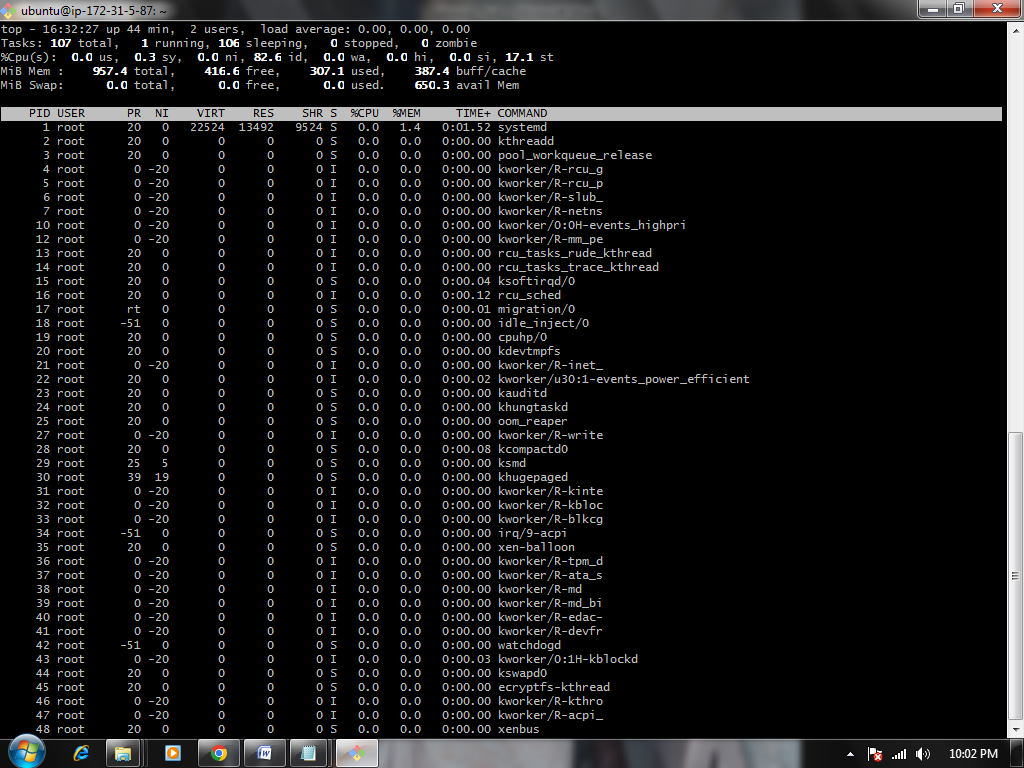 ubuntu@ip-172-31-5-87: ~
top - 16:32:27 up 44 min,  2 users,  load average: 0.00, 0.00, 0.00
Tasks: 107 total,   1 running, 106 sleeping,   0 stopped,   0 zombie
%Cpu(s):  0.0 us,  0.3 sy,  0.0 ni, 82.6 id,  0.0 wa,  0.0 hi,  0.0 si, 17.1 st
MiB Mem :    957.4 total,    416.6 free,    307.1 used,    387.4 buff/cache
MiB Swap:      0.0 total,      0.0 free,      0.0 used.    650.3 avail Mem
PID USER      PR  NI    VIRT    RES    SHR S  %CPU  %MEM     TIME+ COMMAND
1 root      20   0   22524  13492   9524 S   0.0   1.4   0:01.52 systemd
2 root      20   0       0      0      0 S   0.0   0.0   0:00.00 kthreadd
3 root      20   0       0      0      0 S   0.0   0.0   0:00.00 pool_workqueue_release
4 root       0 -20       0      0      0 I   0.0   0.0   0:00.00 kworker/R-rcu_g
5 root       0 -20       0      0      0 I   0.0   0.0   0:00.00 kworker/R-rcu_p
6 root       0 -20       0      0      0 I   0.0   0.0   0:00.00 kworker/R-slub_
7 root       0 -20       0      0      0 I   0.0   0.0   0:00.00 kworker/R-netns
10 root       0 -20       0      0      0 I   0.0   0.0   0:00.00 kworker/0:0H-events_highpri
12 root       0 -20       0      0      0 I   0.0   0.0   0:00.00 kworker/R-mm_pe
13 root      20   0       0      0      0 I   0.0   0.0   0:00.00 rcu_tasks_rude_kthread
14 root      20   0       0      0      0 I   0.0   0.0   0:00.00 rcu_tasks_trace_kthread
15 root      20   0       0      0      0 S   0.0   0.0   0:00.04 ksoftirqd/0
16 root      20   0       0      0      0 I   0.0   0.0   0:00.12 rcu_sched
17 root      rt   0       0      0      0 S   0.0   0.0   0:00.01 migration/0
18 root     -51   0       0      0      0 S   0.0   0.0   0:00.00 idle_inject/0
19 root      20   0       0      0      0 S   0.0   0.0   0:00.00 cpuhp/0
20 root      20   0       0      0      0 S   0.0   0.0   0:00.00 kdevtmpfs
21 root       0 -20       0      0      0 I   0.0   0.0   0:00.00 kworker/R-inet_
22 root      20   0       0      0      0 I   0.0   0.0   0:00.02 kworker/u30:1-events_power_efficient
23 root      20   0       0      0      0 S   0.0   0.0   0:00.00 kauditd
24 root      20   0       0      0      0 S   0.0   0.0   0:00.00 khungtaskd
25 root      20   0       0      0      0 S   0.0   0.0   0:00.00 oom_reaper
27 root       0 -20       0      0      0 I   0.0   0.0   0:00.00 kworker/R-write
28 root      20   0       0      0      0 S   0.0   0.0   0:00.08 kcompactd0
29 root      25   5       0      0      0 S   0.0   0.0   0:00.00 ksmd
30 root      39  19       0      0      0 S   0.0   0.0   0:00.00 khugepaged
31 root       0 -20       0      0      0 I   0.0   0.0   0:00.00 kworker/R-kinte
32 root       0 -20       0      0      0 I   0.0   0.0   0:00.00 kworker/R-kbloc
33 root       0 -20       0      0      0 I   0.0   0.0   0:00.00 kworker/R-blkcg
34 root     -51   0       0      0      0 S   0.0   0.0   0:00.00 irq/9-acpi
35 root      20   0       0      0      0 S   0.0   0.0   0:00.00 xen-balloon
36 root       0 -20       0      0      0 I   0.0   0.0   0:00.00 kworker/R-tpm_d
37 root       0 -20       0      0      0 I   0.0   0.0   0:00.00 kworker/R-ata_s
38 root       0 -20       0      0      0 I   0.0   0.0   0:00.00 kworker/R-md
39 root       0 -20       0      0      0 I   0.0   0.0   0:00.00 kworker/R-md_bi
40 root       0 -20       0      0      0 I   0.0   0.0   0:00.00 kworker/R-edac-
41 root       0 -20       0      0      0 I   0.0   0.0   0:00.00 kworker/R-devfr
42 root     -51   0       0      0      0 S   0.0   0.0   0:00.00 watchdogd
43 root       0 -20       0      0      0 I   0.0   0.0   0:00.03 kworker/0:1H-kblockd
44 root      20   0       0      0      0 S   0.0   0.0   0:00.00 kswapd0
45 root      20   0       0      0      0 S   0.0   0.0   0:00.00 ecryptfs-kthread
46 root       0 -20       0      0      0 I   0.0   0.0   0:00.00 kworker/R-kthro
47 root       0 -20       0      0      0 I   0.0   0.0   0:00.00 kworker/R-acpi_
48 root      20   0       0      0      0 S   0.0   0.0   0:00.00 xenbus
10:02 PM